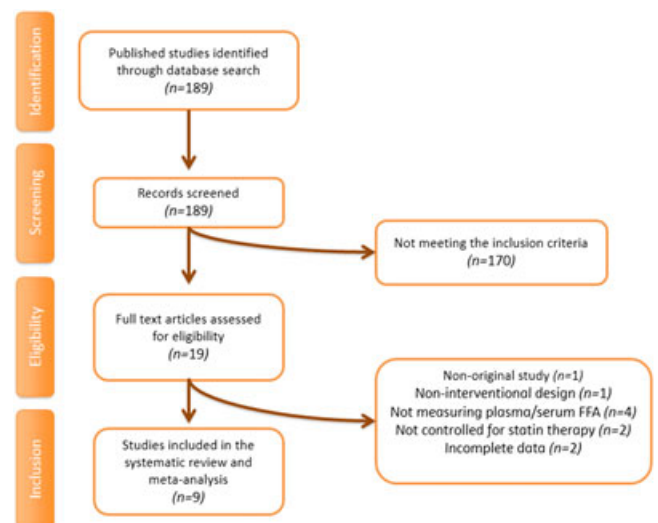 Identification
Published studies identified
through database search
(n=189)
Screening
Records screened
(n=189)
Not meeting the inclusion criteria
(n=170)
Eligibility
Full text articles assessed
for eligibility
(n=19)
Non-original study (n=1)
Non-interventional design (n=1)
Not measuring plasma/serum FFA (n=4)
Not controlled for statin therapy (n=2)
Incomplete data (n=2)
Inclusion
Studies included in the
systematic review and
meta-analysis
(n=9)